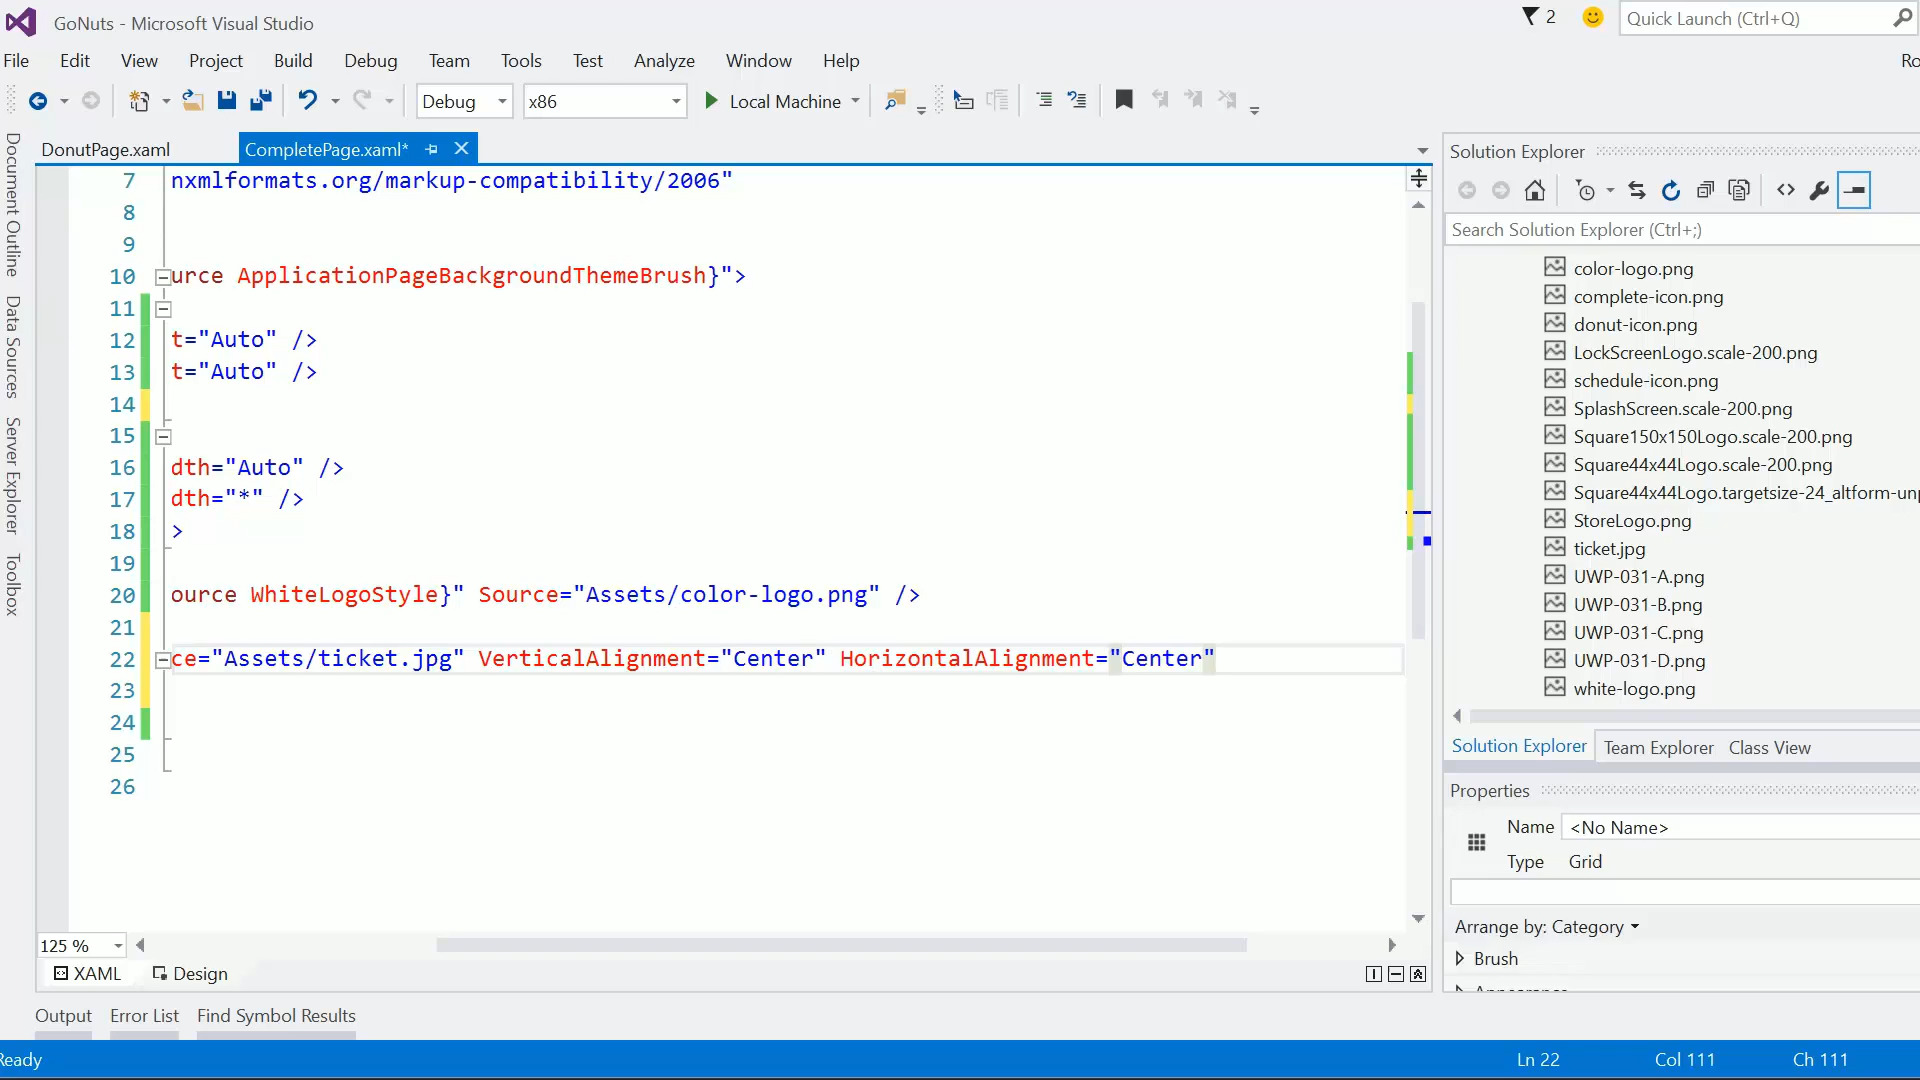 GoNuts - Microsoft Visual Studio
2
Quick Launch (Ctrl+Q)
File Edit View Project Build Debug Team Tools Test Analyze Window Help
Ro
Debug x86 Local Machine
DonutPage.xaml CompletePage.xaml*
Document Outline
Data Sources
Server Explorer
Toolbox
7 nxmlformats.org/markup-compatibility/2006"
8
9
10 urce ApplicationPageBackgroundThemeBrush}">
11
12 t="Auto" />
13 t="Auto" />
14
15
16 dth="Auto" />
17 dth="*" />
18 >
19
20 ource WhiteLogoStyle}" Source="Assets/color-logo.png" />
21
22 ce="Assets/ticket.jpg" VerticalAlignment="Center" HorizontalAlignment="Center"
23
24
25
26
125 %
XAML Design
Output Error List Find Symbol Results
Solution Explorer
Search Solution Explorer (Ctrl+;)
color-logo.png
complete-icon.png
donut-icon.png
LockScreenLogo.scale-200.png
schedule-icon.png
SplashScreen.scale-200.png
Square150x150Logo.scale-200.png
Square44x44Logo.scale-200.png
Square44x44Logo.targetsize-24_altform-unp
StoreLogo.png
ticket.jpg
UWP-031-A.png
UWP-031-B.png
UWP-031-C.png
UWP-031-D.png
white-logo.png
Solution Explorer Team Explorer Class View
Properties
Name <No Name>
Type Grid
Arrange by: Category
Brush
Appearance
Ready Ln 22 Col 111 Ch 111